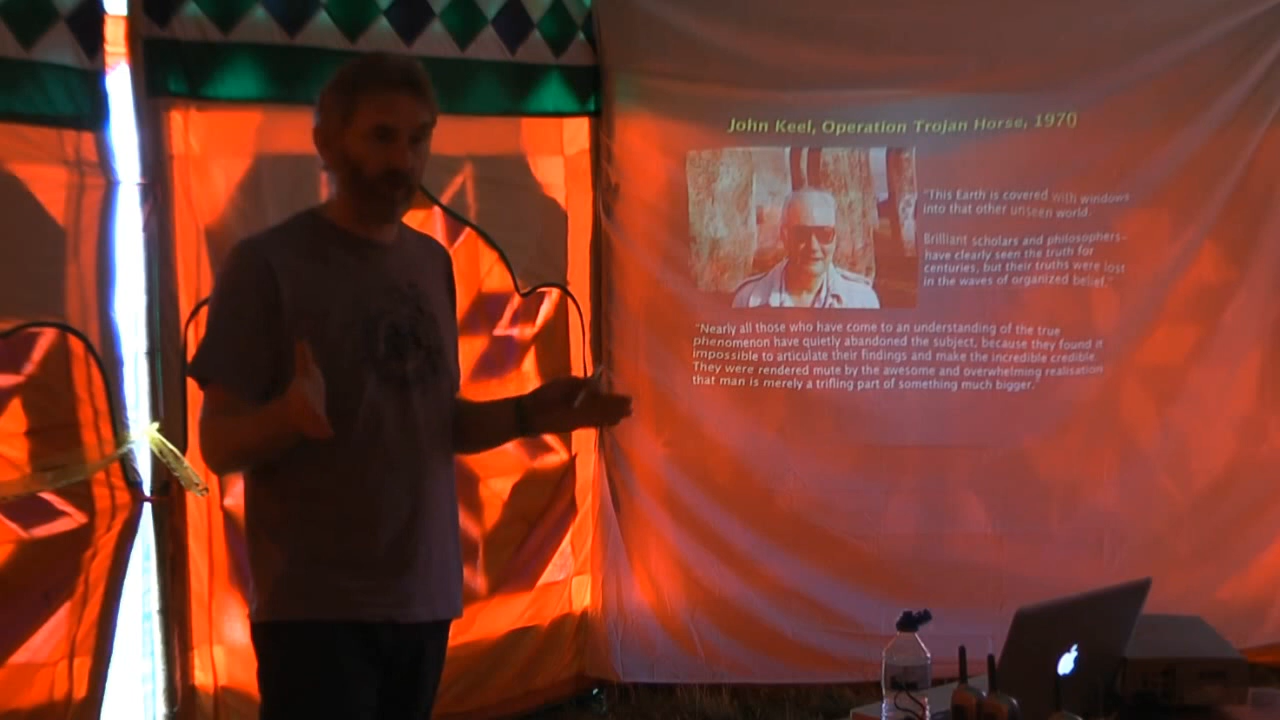 John Keel, Operation Trojan Horse, 1970
"This Earth is covered with windows
into that other unseen world.
Brilliant scholars and philosophers-
have clearly seen the truth for
centuries, but their truths were lost
in the waves of organized belief."
"Nearly all those who have come to an understanding of the true
phenomenon have quietly abandoned the subject, because they found it
impossible to articulate their findings and make the incredible credible.
They were rendered mute by the awesome and overwhelming realisation
that man is merely a trifling part of something much bigger."